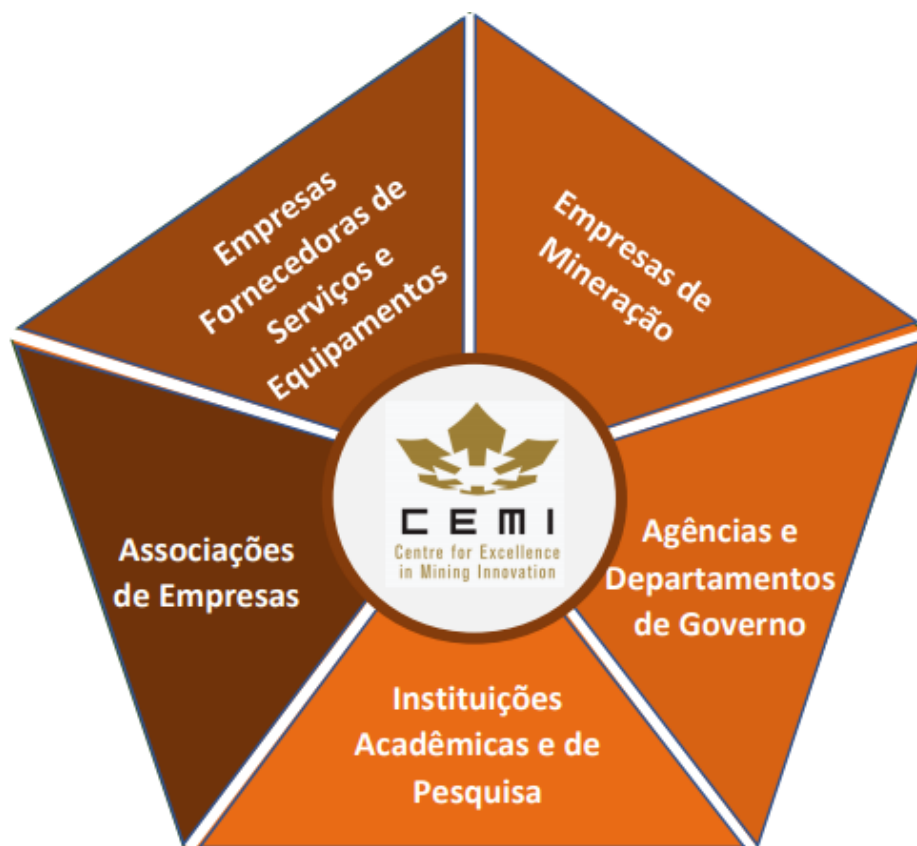 Empresas
Fornecedoras de
Serviços e
Equipamentos
Empresas de
Mineração
Associações
de Empresas
CEMI
Centre for Excellence
in Mining Innovation
Agências e
Departamentos
de Governo
Instituições
Acadêmicas e de
Pesquisa